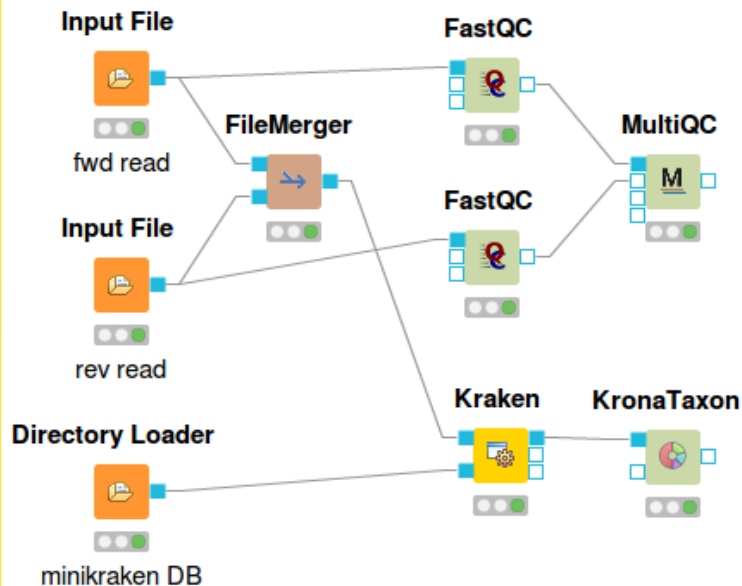 Input File
fwd read
FileMerger
FastQC
MultiQC
M
Input File
rev read
FastQC
Directory Loader
minikraken DB
Kraken
KronaTaxon